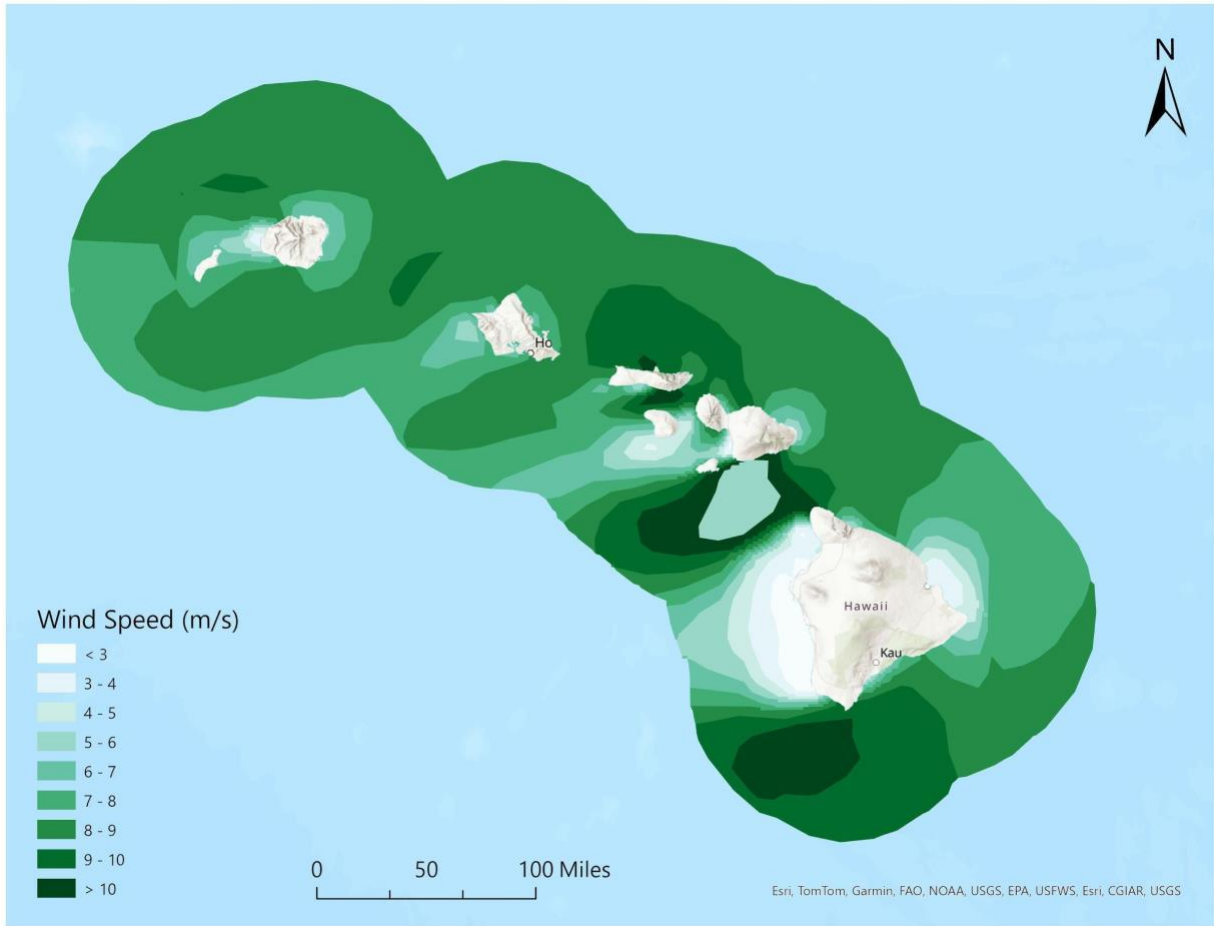 N
Ho
Hawaii
Kau
Wind Speed (m/s)
< 3
3 - 4
4 - 5
5 - 6
6 - 7
7 - 8
8 - 9
9 - 10
> 10
0 50 100 Miles
Esri, TomTom, Garmin, FAO, NOAA, USGS, EPA, USFWS, Esri, CGIAR, USGS